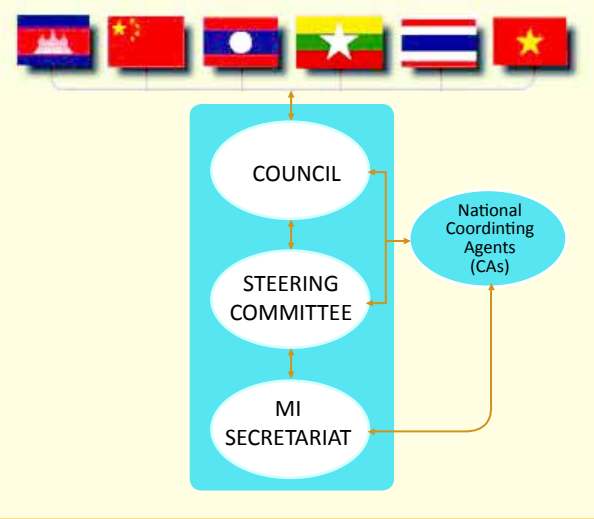 COUNCIL
National
Coordinting
Agents
(CAs)
STEERING
COMMITTEE
MI
SECRETARIAT